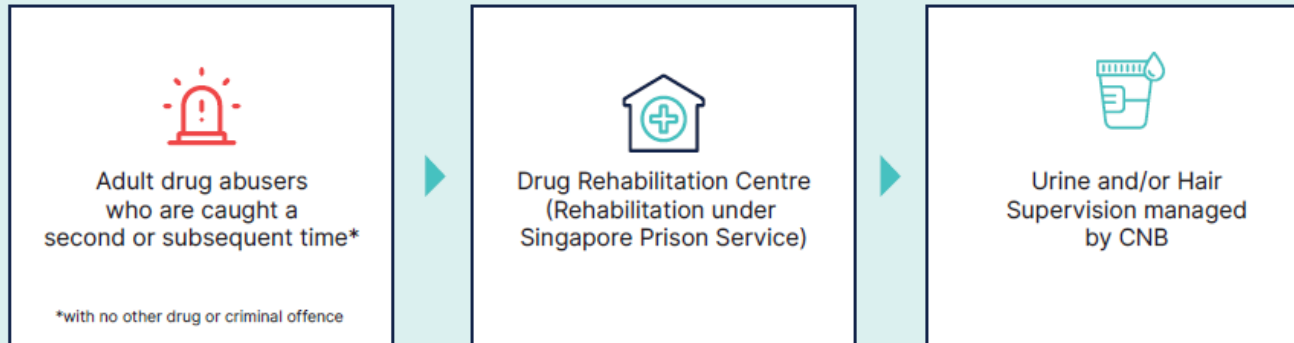 Adult drug abusers
who are caught a
second or subsequent time*
*with no other drug or criminal offence
Drug Rehabilitation Centre
(Rehabilitation under
Singapore Prison Service)
Urine and/or Hair
Supervision managed
by CNB